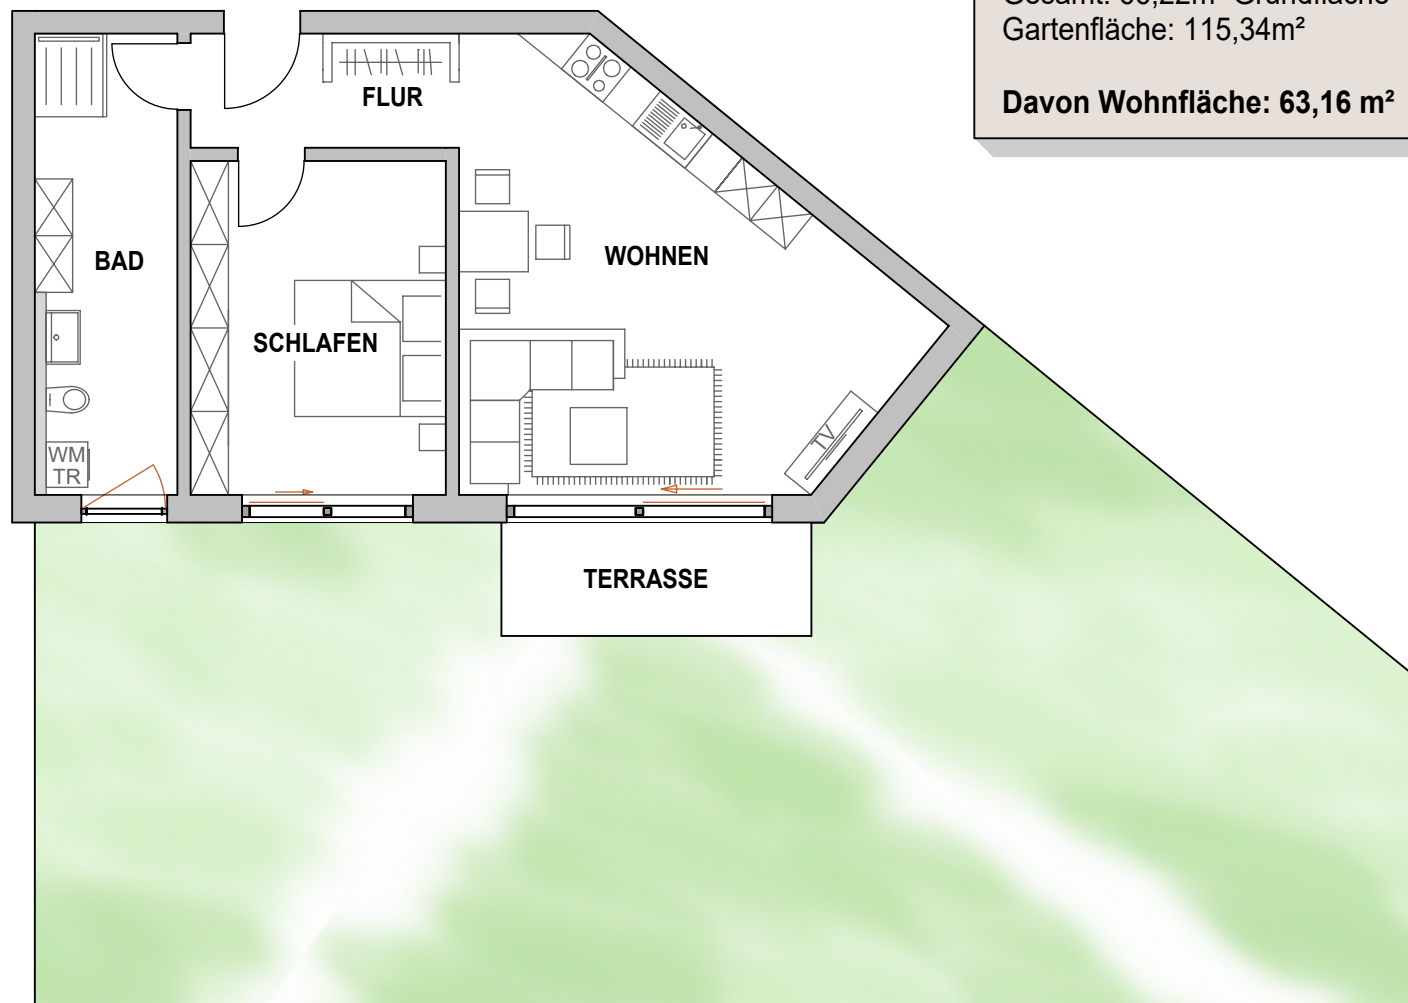 Gartenfläche: 115,34m²
Davon Wohnfläche: 63,16 m²
FLUR
BAD
WOHNEN
SCHLAFEN
WM
TR
TV
TERRASSE